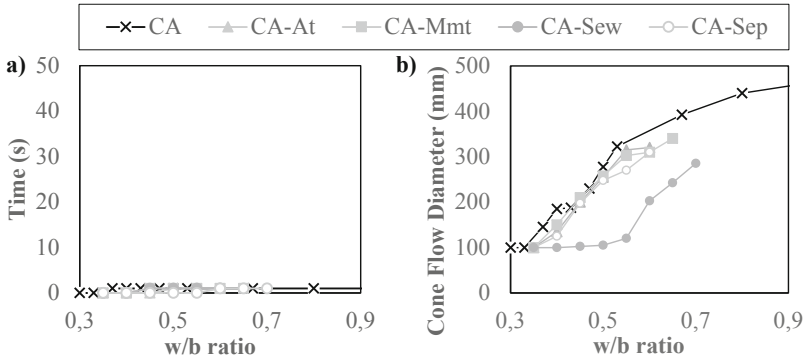 CA CA-At CA-Mmt CA-Sew CA-Sep
a)
Time (s)
50
40
30
20
10
0
0,3 0,5 0,7 0,9
w/b ratio
b)
Cone Flow Diameter (mm)
500
400
300
200
100
0
0,3 0,5 0,7 0,9
w/b ratio